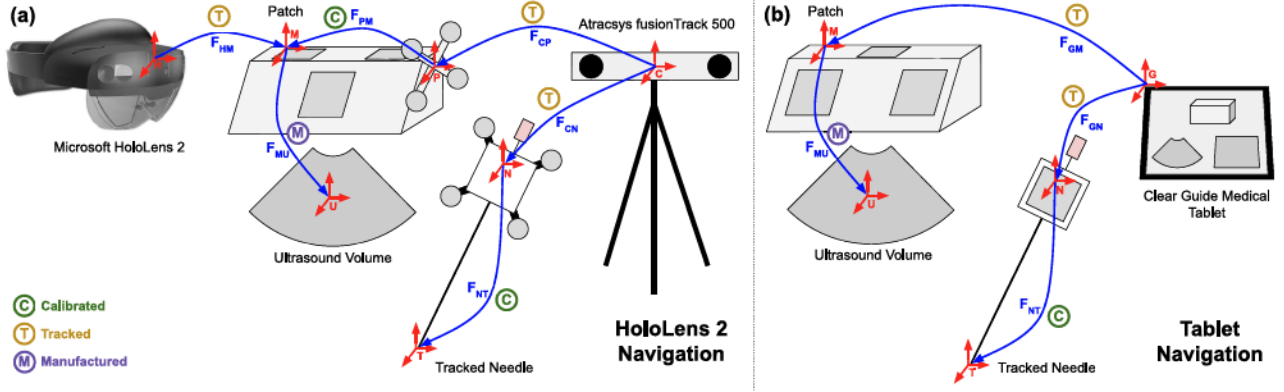 (a)
T
F_HM
Microsoft HoloLens 2
Patch
M
C
F_PM
P
T
F_CP
Atracsys fusionTrack 500
C
T
F_CN
N
M
F_MU
U
Ultrasound Volume
F_NT
C
T
Tracked Needle
C Calibrated
T Tracked
M Manufactured
HoloLens 2
Navigation
(b)
Patch
M
T
F_GM
G
T
F_GN
N
M
F_MU
U
Ultrasound Volume
Clear Guide Medical
Tablet
F_NT
C
T
Tracked Needle
Tablet
Navigation